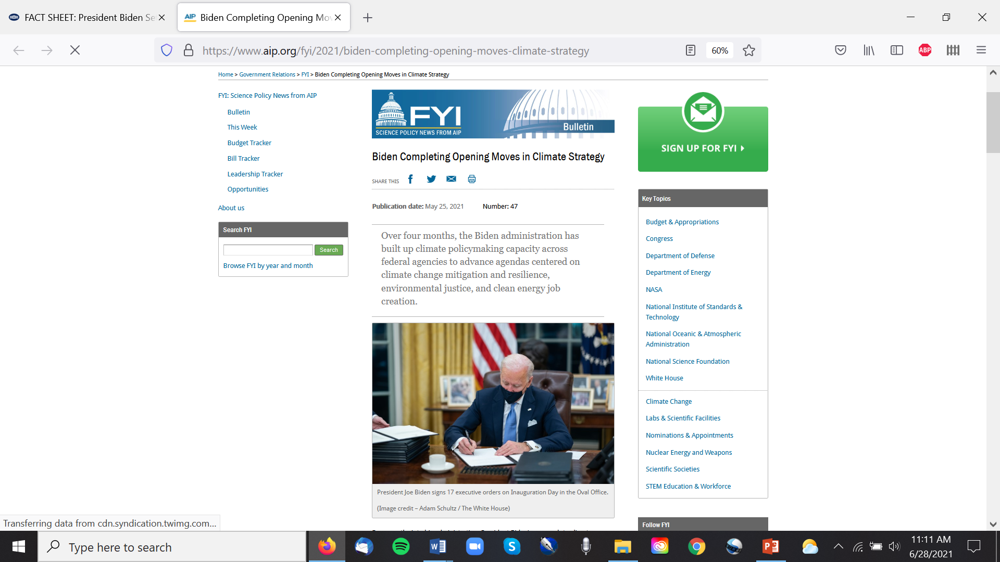 FACT SHEET: President Biden Se
AIP Biden Completing Opening Mov
https://www.aip.org/fyi/2021/biden-completing-opening-moves-climate-strategy
60%
ABP
Home > Government Relations > FYI > Biden Completing Opening Moves in Climate Strategy
FYI: Science Policy News from AIP
Bulletin
This Week
Budget Tracker
Bill Tracker
Leadership Tracker
Opportunities
About us
Search FYI
Search
Browse FYI by year and month
FYI
SCIENCE POLICY NEWS FROM AIP
Bulletin
Biden Completing Opening Moves in Climate Strategy
SHARE THIS
Publication date: May 25, 2021 Number: 47
Over four months, the Biden administration has
built up climate policymaking capacity across
federal agencies to advance agendas centered on
climate change mitigation and resilience,
environmental justice, and clean energy job
creation.
President Joe Biden signs 17 executive orders on Inauguration Day in the Oval Office.
(Image credit – Adam Schultz / The White House)
SIGN UP FOR FYI
Key Topics
Budget & Appropriations
Congress
Department of Defense
Department of Energy
NASA
National Institute of Standards &
Technology
National Oceanic & Atmospheric
Administration
National Science Foundation
White House
Climate Change
Labs & Scientific Facilities
Nominations & Appointments
Nuclear Energy and Weapons
Scientific Societies
STEM Education & Workforce
Follow FYI
Transferring data from cdn.syndication.twimg.com...
Type here to search
11:11 AM
6/28/2021